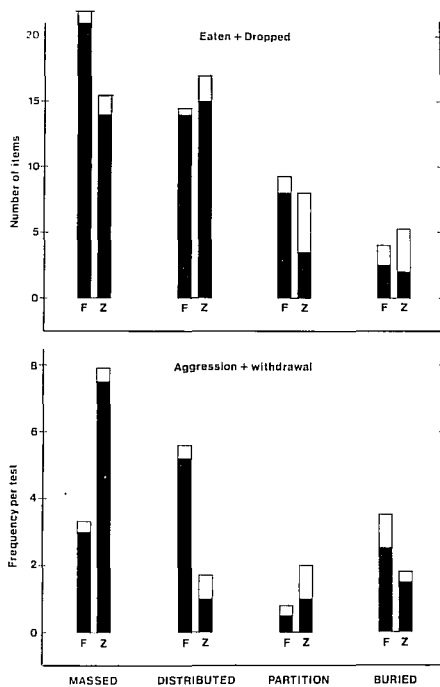 Eaten + Dropped
Number of items
20
15
10
5
0
F Z F Z F Z F Z
Aggression + withdrawal
Frequency per test
8
6
4
2
0
F Z F Z F Z F Z
MASSED DISTRIBUTED PARTITION BURIED